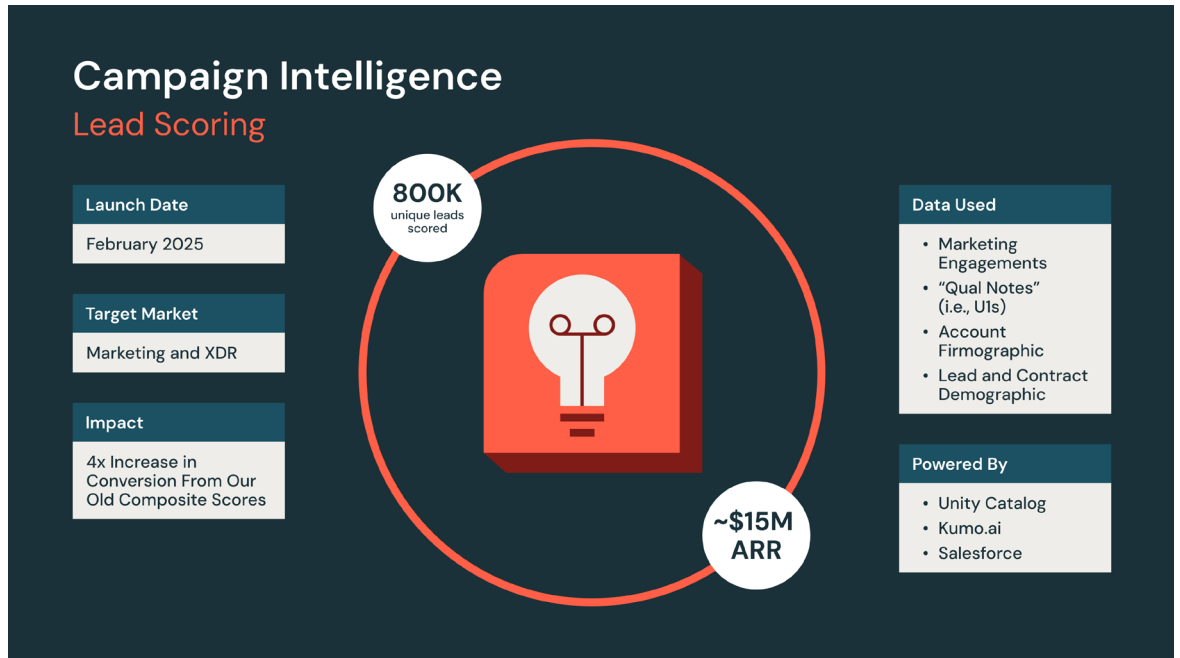 Campaign Intelligence
Lead Scoring
Launch Date
February 2025
Target Market
Marketing and XDR
Impact
4x Increase in
Conversion From Our
Old Composite Scores
800K
unique leads
scored
~$15M
ARR
Data Used
• Marketing
Engagements
• “Qual Notes”
(i.e., U1s)
• Account
Firmographic
• Lead and Contract
Demographic
Powered By
• Unity Catalog
• Kumo.ai
• Salesforce